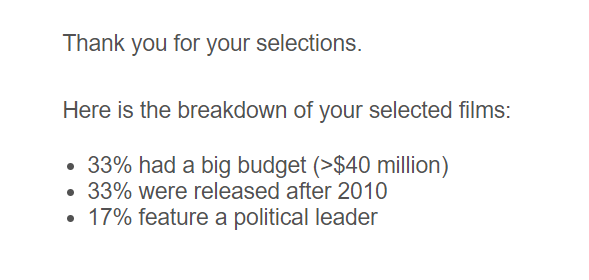 Thank you for your selections.
Here is the breakdown of your selected films:
• 33% had a big budget (>$40 million)
• 33% were released after 2010
• 17% feature a political leader